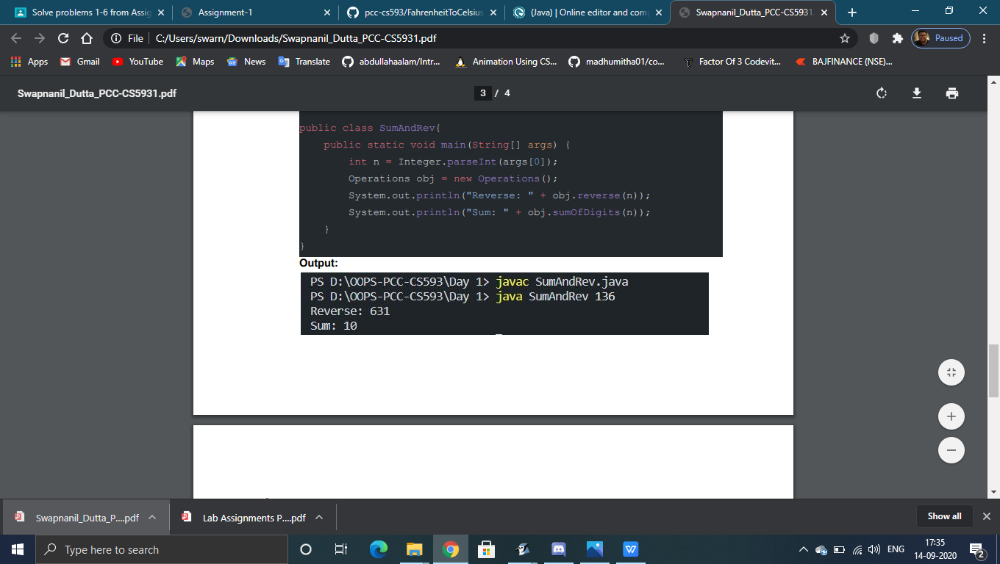 Solve problems 1-6 from Assig
Assignment-1
pcc-cs593/FahrenheitToCelsius
(Java) | Online editor and comp
Swapnanil_Dutta_PCC-CS5931.
File
C:/Users/swarn/Downloads/Swapnanil_Dutta_PCC-CS5931.pdf
Paused
Apps
Gmail
YouTube
Maps
News
Translate
abdullahaalam/Intr...
Animation Using CS...
madhumitha01/co...
Factor Of 3 Codevit...
BAJFINANCE (NSE)...
Swapnanil_Dutta_PCC-CS5931.pdf
3 / 4
public class SumAndRev{
public static void main(String[] args) {
int n = Integer.parseInt(args[0]);
Operations obj = new Operations();
System.out.println("Reverse: " + obj.reverse(n));
System.out.println("Sum: " + obj.sumOfDigits(n));
}
}
Output:
PS D:\OOPS-PCC-CS593\Day 1> javac SumAndRev.java
PS D:\OOPS-PCC-CS593\Day 1> java SumAndRev 136
Reverse: 631
Sum: 10
Swapnanil_Dutta_P....pdf
Lab Assignments P....pdf
Show all
Type here to search
ENG
17:35
14-09-2020
2